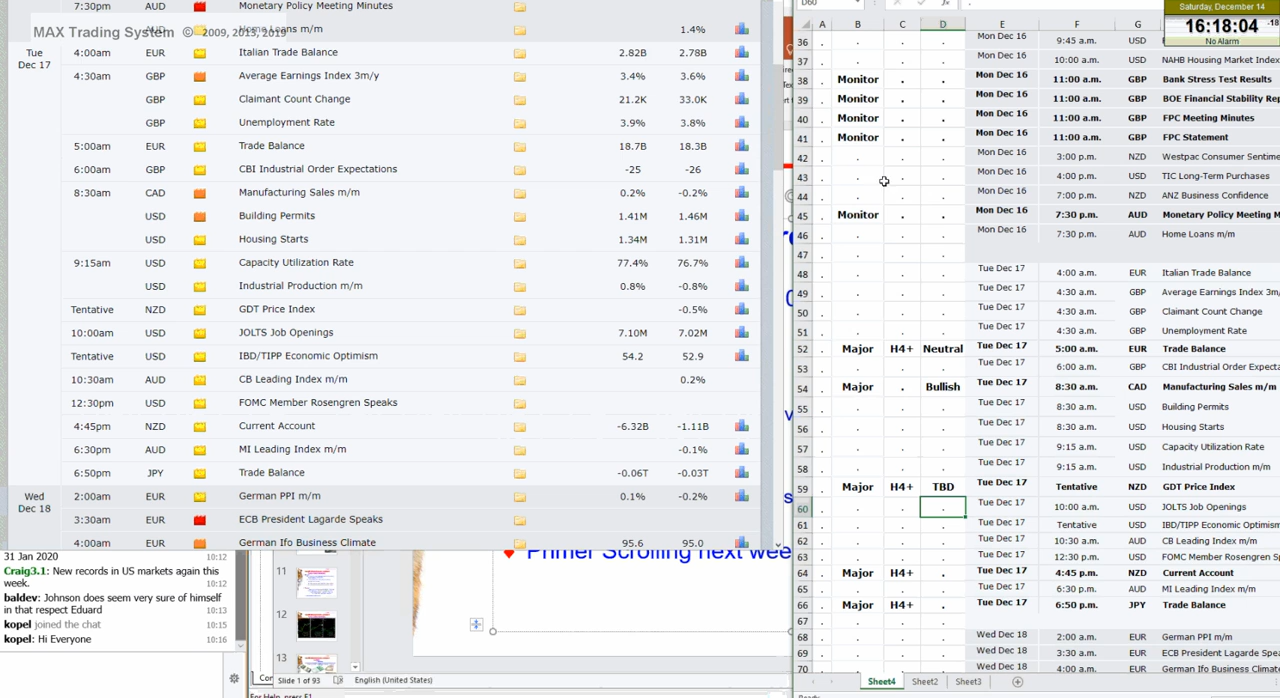 7:30pm AUD Monetary Policy Meeting Minutes
MAX Trading System © 2009, 2015, 2019
Home Loans m/m 1.4%
Tue
Dec 17
4:00am EUR Italian Trade Balance 2.82B 2.78B
4:30am GBP Average Earnings Index 3m/y 3.4% 3.6%
GBP Claimant Count Change 21.2K 33.0K
GBP Unemployment Rate 3.9% 3.8%
5:00am EUR Trade Balance 18.7B 18.3B
6:00am GBP CBI Industrial Order Expectations -25 -26
8:30am CAD Manufacturing Sales m/m 0.2% -0.2%
USD Building Permits 1.41M 1.46M
USD Housing Starts 1.34M 1.31M
9:15am USD Capacity Utilization Rate 77.4% 76.7%
USD Industrial Production m/m 0.8% -0.8%
Tentative NZD GDT Price Index -0.5%
10:00am USD JOLTS Job Openings 7.10M 7.02M
Tentative USD IBD/TIPP Economic Optimism 54.2 52.9
10:30am AUD CB Leading Index m/m 0.2%
12:30pm USD FOMC Member Rosengren Speaks
4:45pm NZD Current Account -6.32B -1.11B
6:30pm AUD MI Leading Index m/m -0.1%
6:50pm JPY Trade Balance -0.06T -0.03T
Wed
Dec 18
2:00am EUR German PPI m/m 0.1% -0.2%
3:30am EUR ECB President Lagarde Speaks
4:00am EUR German Ifo Business Climate 95.6 95.0
31 Jan 2020 10:12
Craig3.1: New records in US markets again this
week. 10:12
baldev: Johnson does seem very sure of himself
in that respect Eduard 10:13
kopel joined the chat 10:15
kopel: Hi Everyone 10:16
11
12
13
Primer Scrolling next wee
Slide 1 of 93 English (United States)
For Help, press F1
D60
Saturday, December 14
16:18:04 -18
No Alarm
A B C D E F G
36 . . . . Mon Dec 16 9:45 a.m. USD
37 . . . . Mon Dec 16 10:00 a.m. USD NAHB Housing Market Index
38 . Monitor . . Mon Dec 16 11:00 a.m. GBP Bank Stress Test Results
39 . Monitor . . Mon Dec 16 11:00 a.m. GBP BOE Financial Stability Rep
40 . Monitor . . Mon Dec 16 11:00 a.m. GBP FPC Meeting Minutes
41 . Monitor . . Mon Dec 16 11:00 a.m. GBP FPC Statement
42 . . . . Mon Dec 16 3:00 p.m. NZD Westpac Consumer Sentime
43 . . . . Mon Dec 16 4:00 p.m. USD TIC Long-Term Purchases
44 . . . . Mon Dec 16 7:00 p.m. NZD ANZ Business Confidence
45 . Monitor . . Mon Dec 16 7:30 p.m. AUD Monetary Policy Meeting M
46 . . . . Mon Dec 16 7:30 p.m. AUD Home Loans m/m
47 . . . .
48 . . . . Tue Dec 17 4:00 a.m. EUR Italian Trade Balance
49 . . . . Tue Dec 17 4:30 a.m. GBP Average Earnings Index 3m/
50 . . . . Tue Dec 17 4:30 a.m. GBP Claimant Count Change
51 . . . . Tue Dec 17 4:30 a.m. GBP Unemployment Rate
52 . Major H4+ Neutral Tue Dec 17 5:00 a.m. EUR Trade Balance
53 . . . . Tue Dec 17 6:00 a.m. GBP CBI Industrial Order Expecta
54 . Major . Bullish Tue Dec 17 8:30 a.m. CAD Manufacturing Sales m/m
55 . . . . Tue Dec 17 8:30 a.m. USD Building Permits
56 . . . . Tue Dec 17 8:30 a.m. USD Housing Starts
57 . . . . Tue Dec 17 9:15 a.m. USD Capacity Utilization Rate
58 . . . . Tue Dec 17 9:15 a.m. USD Industrial Production m/m
59 . Major H4+ TBD Tue Dec 17 Tentative NZD GDT Price Index
60 . . . . Tue Dec 17 10:00 a.m. USD JOLTS Job Openings
61 . . . . Tue Dec 17 Tentative USD IBD/TIPP Economic Optimism
62 . . . . Tue Dec 17 10:30 a.m. AUD CB Leading Index m/m
63 . . . . Tue Dec 17 12:30 p.m. USD FOMC Member Rosengren Sp
64 . Major H4+ . Tue Dec 17 4:45 p.m. NZD Current Account
65 . . . . Tue Dec 17 6:30 p.m. AUD MI Leading Index m/m
66 . Major H4+ . Tue Dec 17 6:50 p.m. JPY Trade Balance
67 . . . .
68 . . . . Wed Dec 18 2:00 a.m. EUR German PPI m/m
69 . . . . Wed Dec 18 3:30 a.m. EUR ECB President Lagarde Spea
70 . . . . Wed Dec 18 4:00 a.m. EUR German Ifo Business Climate
Sheet4 Sheet2 Sheet3